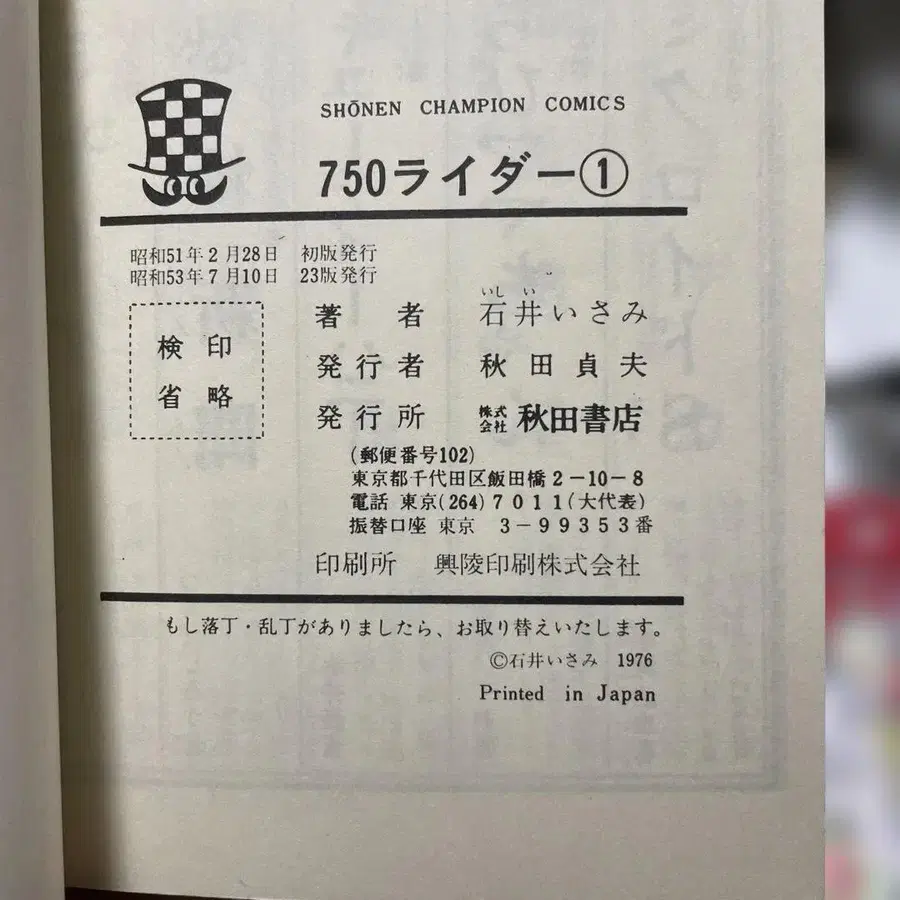 SHŌNEN CHAMPION COMICS
750ライダー①
昭和51年2月28日 初版発行
昭和53年7月10日 23版発行
検印
省略
著者 石井いさみ
いしい
発行者 秋田貞夫
発行所 株式会社 秋田書店
(郵便番号102)
東京都千代田区飯田橋2-10-8
電話 東京(264)7011(大代表)
振替口座 東京 3-99353番
印刷所 興陵印刷株式会社
もし落丁・乱丁がありましたら、お取り替えいたします。
©石井いさみ 1976
Printed in Japan